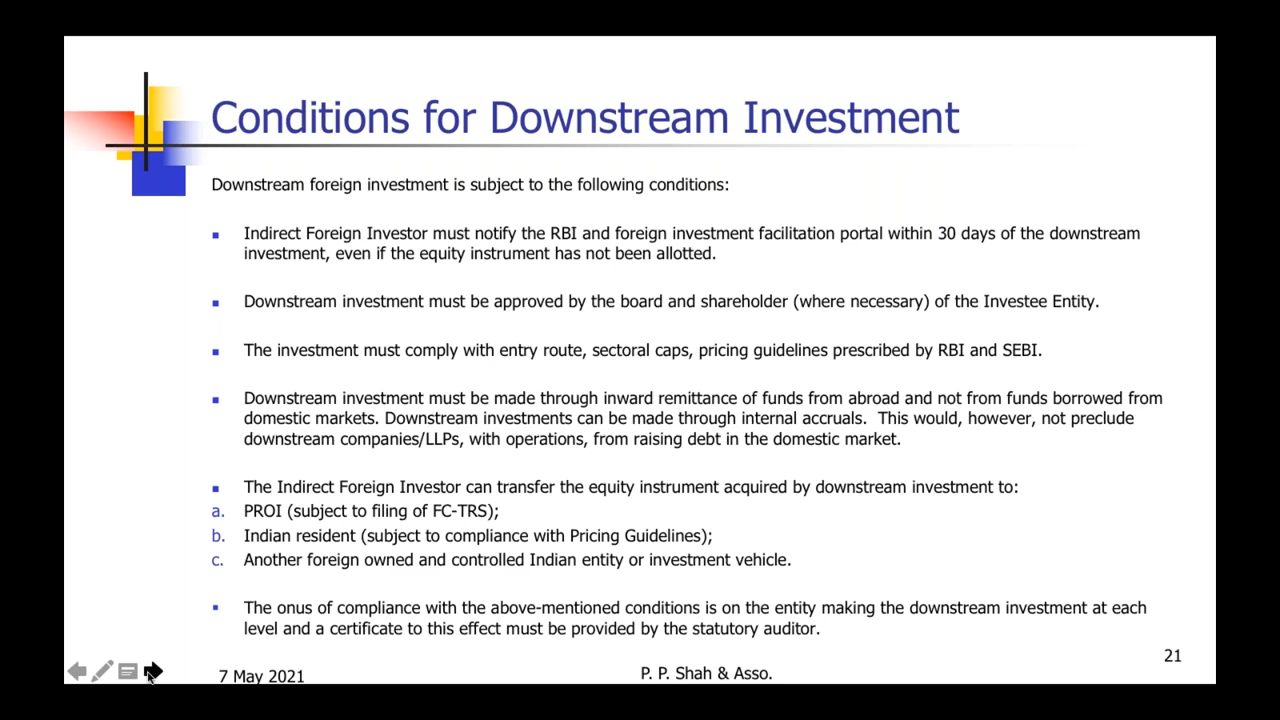 Conditions for Downstream Investment
Downstream foreign investment is subject to the following conditions:
Indirect Foreign Investor must notify the RBI and foreign investment facilitation portal within 30 days of the downstream
investment, even if the equity instrument has not been allotted.
Downstream investment must be approved by the board and shareholder (where necessary) of the Investee Entity.
The investment must comply with entry route, sectoral caps, pricing guidelines prescribed by RBI and SEBI.
Downstream investment must be made through inward remittance of funds from abroad and not from funds borrowed from
domestic markets. Downstream investments can be made through internal accruals. This would, however, not preclude
downstream companies/LLPs, with operations, from raising debt in the domestic market.
The Indirect Foreign Investor can transfer the equity instrument acquired by downstream investment to:
a. PROI (subject to filing of FC-TRS);
b. Indian resident (subject to compliance with Pricing Guidelines);
c. Another foreign owned and controlled Indian entity or investment vehicle.
The onus of compliance with the above-mentioned conditions is on the entity making the downstream investment at each
level and a certificate to this effect must be provided by the statutory auditor.
21
7 May 2021
P. P. Shah & Asso.